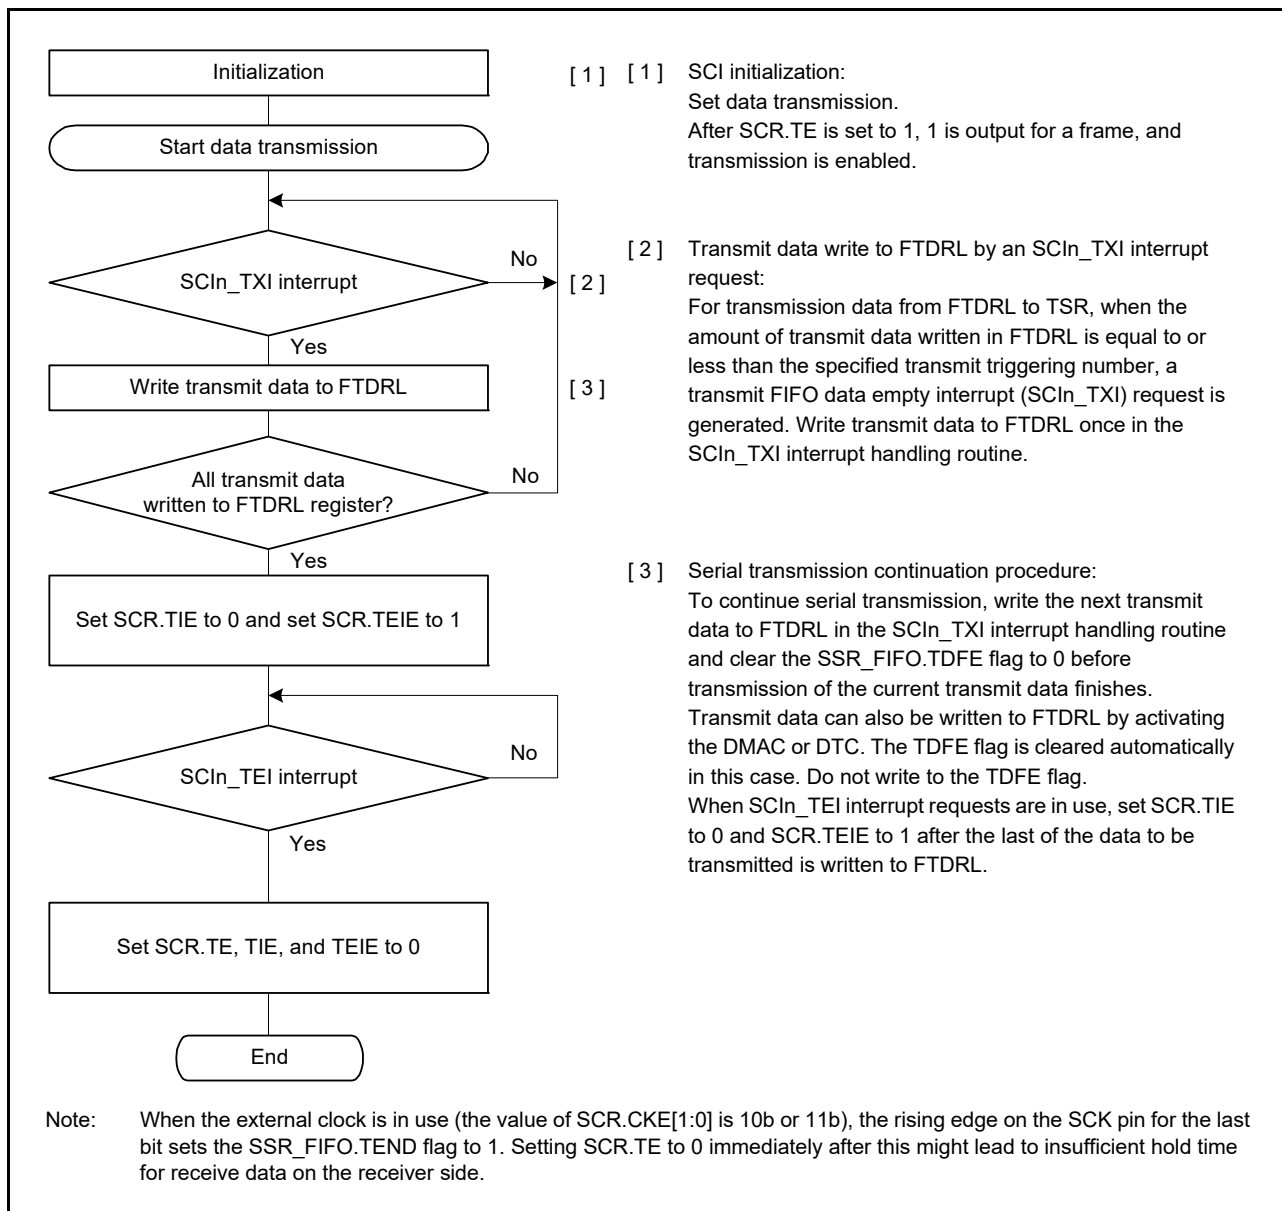 Initialization
[ 1 ]
Start data transmission
SCIn_TXI interrupt
No
[ 2 ]
Yes
Write transmit data to FTDRL
[ 3 ]
All transmit data
written to FTDRL register?
No
Yes
Set SCR.TIE to 0 and set SCR.TEIE to 1
SCIn_TEI interrupt
No
Yes
Set SCR.TE, TIE, and TEIE to 0
End
[ 1 ] SCI initialization:
Set data transmission.
After SCR.TE is set to 1, 1 is output for a frame, and
transmission is enabled.
[ 2 ] Transmit data write to FTDRL by an SCIn_TXI interrupt
request:
For transmission data from FTDRL to TSR, when the
amount of transmit data written in FTDRL is equal to or
less than the specified transmit triggering number, a
transmit FIFO data empty interrupt (SCIn_TXI) request is
generated. Write transmit data to FTDRL once in the
SCIn_TXI interrupt handling routine.
[ 3 ] Serial transmission continuation procedure:
To continue serial transmission, write the next transmit
data to FTDRL in the SCIn_TXI interrupt handling routine
and clear the SSR_FIFO.TDFE flag to 0 before
transmission of the current transmit data finishes.
Transmit data can also be written to FTDRL by activating
the DMAC or DTC. The TDFE flag is cleared automatically
in this case. Do not write to the TDFE flag.
When SCIn_TEI interrupt requests are in use, set SCR.TIE
to 0 and SCR.TEIE to 1 after the last of the data to be
transmitted is written to FTDRL.
Note: When the external clock is in use (the value of SCR.CKE[1:0] is 10b or 11b), the rising edge on the SCK pin for the last
bit sets the SSR_FIFO.TEND flag to 1. Setting SCR.TE to 0 immediately after this might lead to insufficient hold time
for receive data on the receiver side.